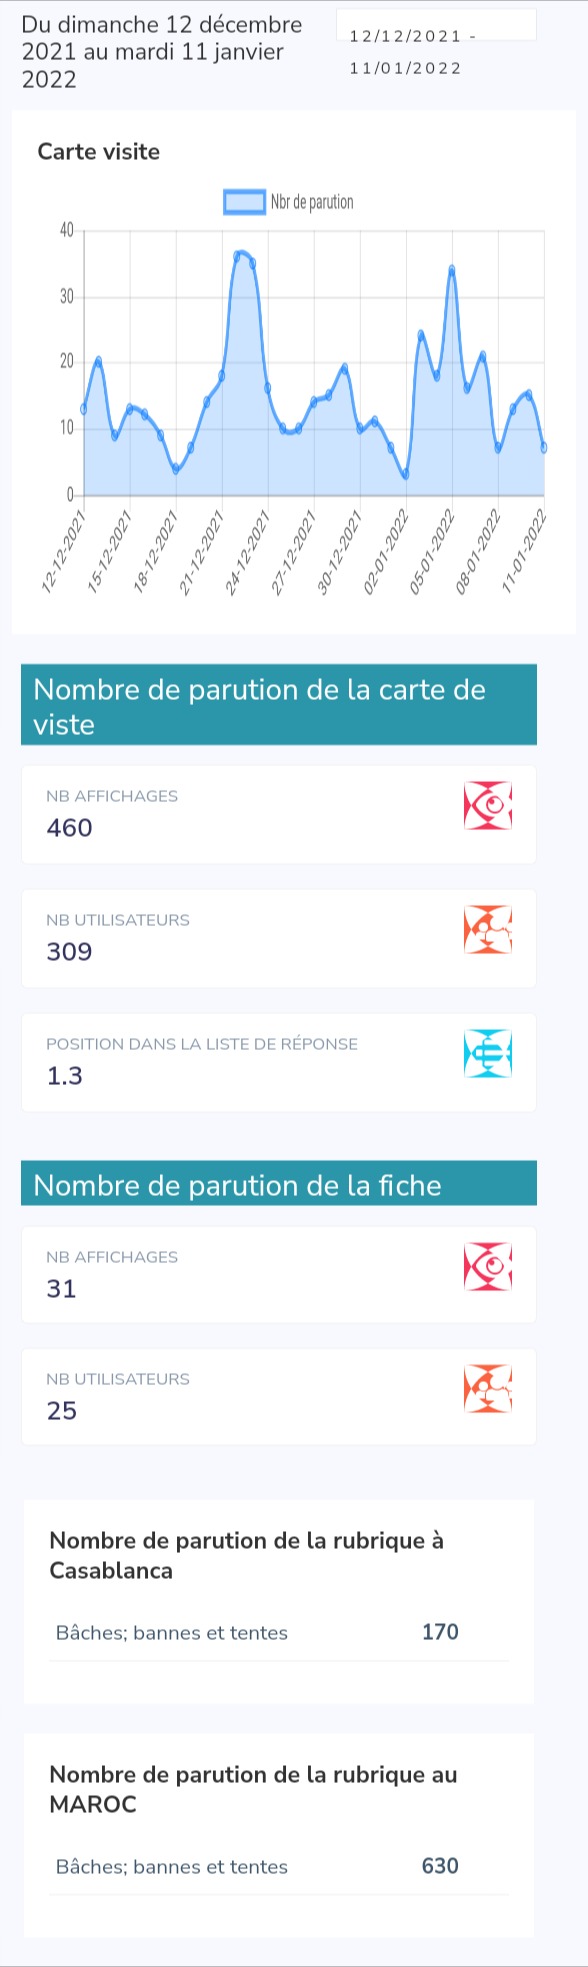 Du dimanche 12 décembre
2021 au mardi 11 janvier
2022
12/12/2021 -
11/01/2022
Carte visite
Nbr de parution
40
30
20
10
0
12-12-2021
15-12-2021
18-12-2021
21-12-2021
24-12-2021
27-12-2021
30-12-2021
02-01-2022
05-01-2022
08-01-2022
11-01-2022
Nombre de parution de la carte de
viste
NB AFFICHAGES
460
NB UTILISATEURS
309
POSITION DANS LA LISTE DE RÉPONSE
1.3
Nombre de parution de la fiche
NB AFFICHAGES
31
NB UTILISATEURS
25
Nombre de parution de la rubrique à
Casablanca
Bâches; bannes et tentes 170
Nombre de parution de la rubrique au
MAROC
Bâches; bannes et tentes 630